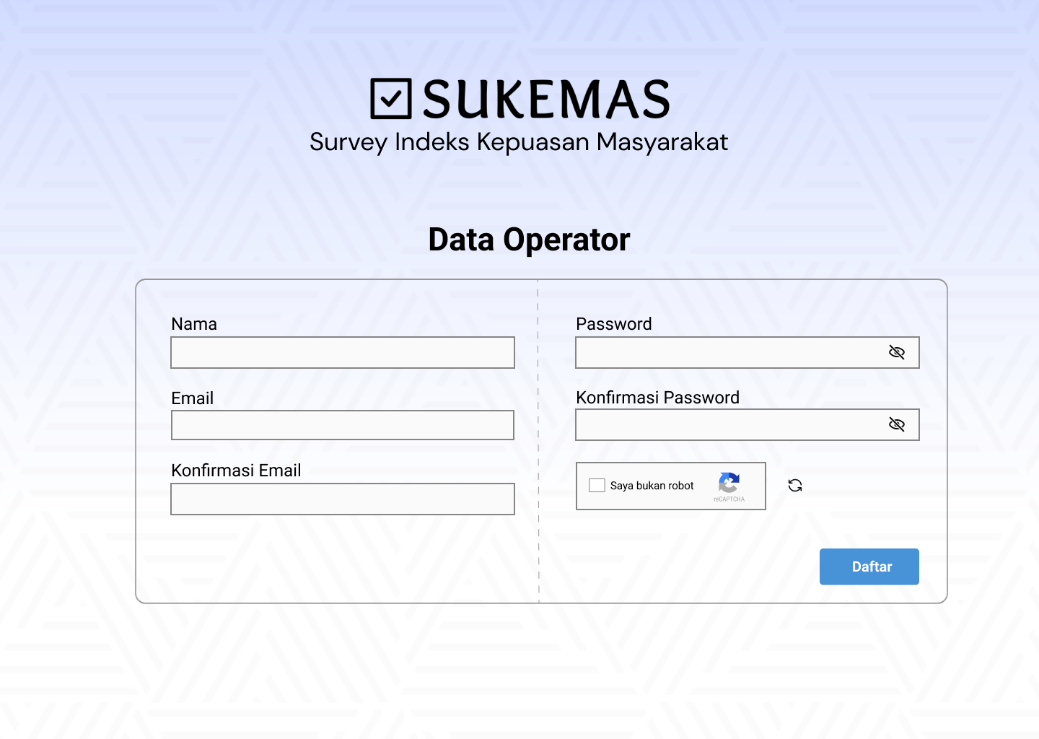 SUKEMAS
Survey Indeks Kepuasan Masyarakat
Data Operator
Nama
Email
Konfirmasi Email
Password
Konfirmasi Password
Saya bukan robot
reCAPTCHA
Daftar